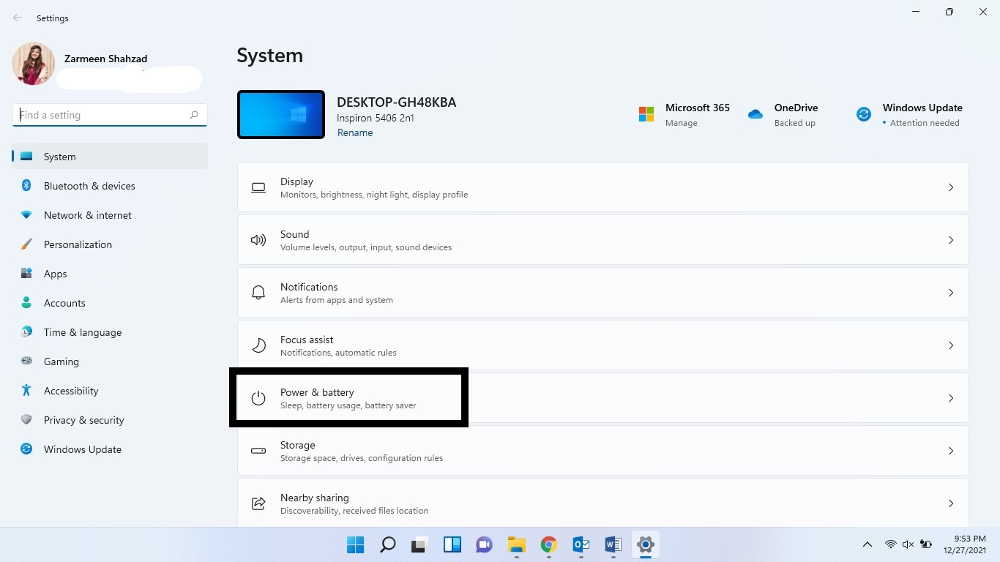 Settings
Zarmeen Shahzad
Find a setting
System
Bluetooth & devices
Network & internet
Personalization
Apps
Accounts
Time & language
Gaming
Accessibility
Privacy & security
Windows Update
System
DESKTOP-GH48KBA
Inspiron 5406 2n1
Rename
Microsoft 365
Manage
OneDrive
Backed up
Windows Update
Attention needed
Display
Monitors, brightness, night light, display profile
Sound
Volume levels, output, input, sound devices
Notifications
Alerts from apps and system
Focus assist
Notifications, automatic rules
Power & battery
Sleep, battery usage, battery saver
Storage
Storage space, drives, configuration rules
Nearby sharing
Discoverability, received files location
9:53 PM
12/27/2021